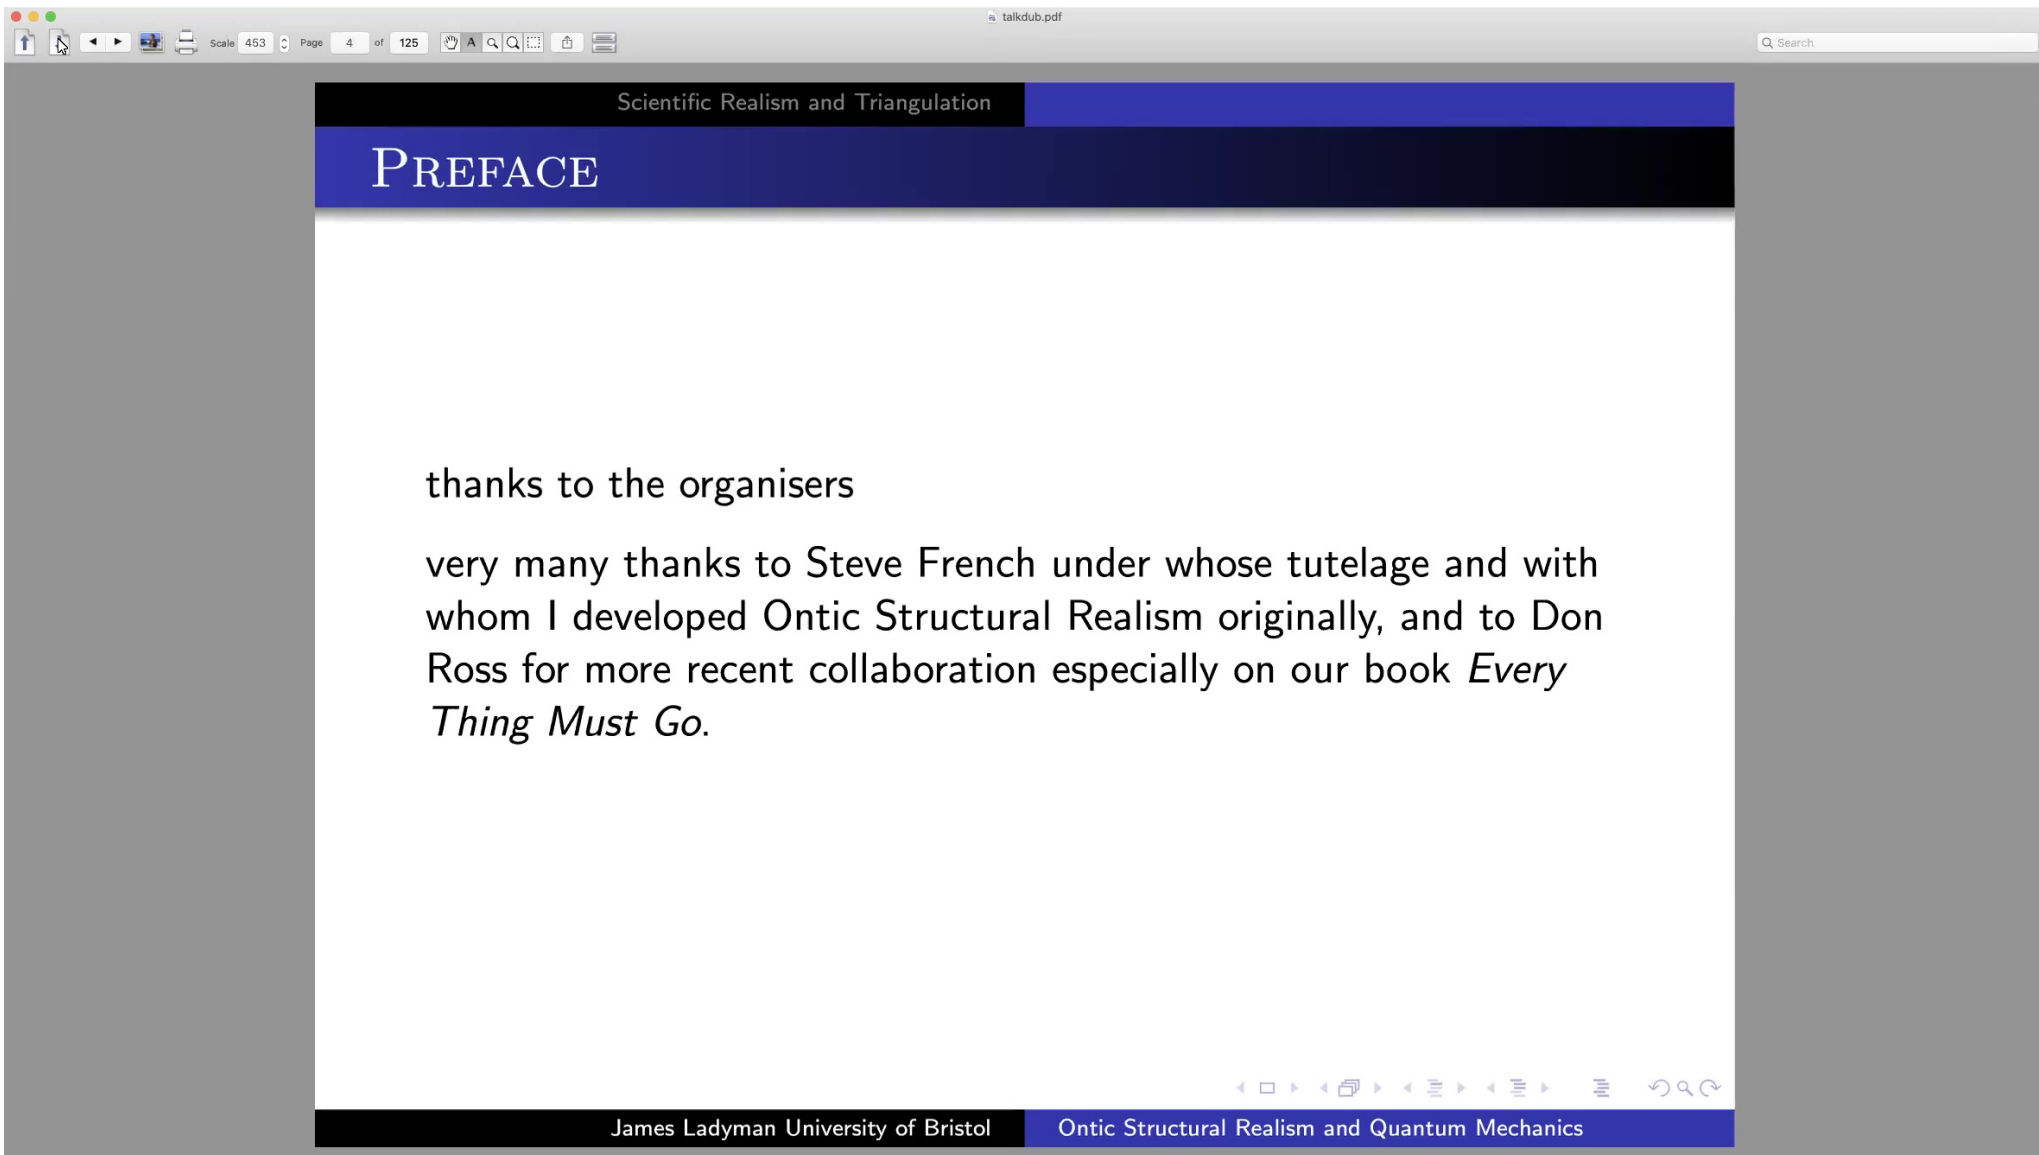 talkdub.pdf
Scale 453 Page 4 of 125 A Search
Scientific Realism and Triangulation
PREFACE
thanks to the organisers
very many thanks to Steve French under whose tutelage and with
whom I developed Ontic Structural Realism originally, and to Don
Ross for more recent collaboration especially on our book Every
Thing Must Go.
James Ladyman University of Bristol Ontic Structural Realism and Quantum Mechanics